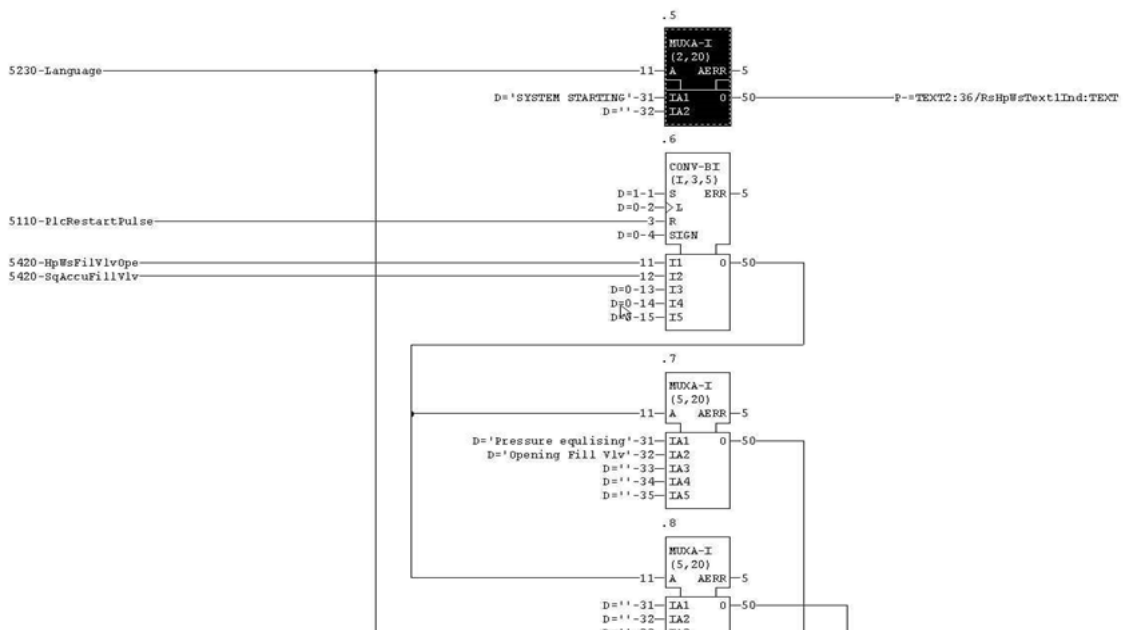 .5
MUXA-I
(2,20)
5230-Language 11 A AERR 5
D='SYSTEM STARTING'-31 IA1 O 50 P-=TEXT2:36/RsHpWsText1Ind:TEXT
D=''-32 IA2
.6
CONV-BI
(I,3,5)
D=1-1 S ERR 5
D=0-2 L
5110-PlcRestartPulse 3 R
D=0-4 SIGN
5420-HpWsFilVlvOpe 11 I1 O 50
5420-SqAccuFillVlv 12 I2
D=0-13 I3
D=0-14 I4
-15 I5
.7
MUXA-I
(5,20)
11 A AERR 5
D='Pressure equlising'-31 IA1 O 50
D='Opening Fill Vlv'-32 IA2
D=''-33 IA3
D=''-34 IA4
D=''-35 IA5
.8
MUXA-I
(5,20)
11 A AERR 5
D=''-31 IA1 O 50
D=''-32 IA2